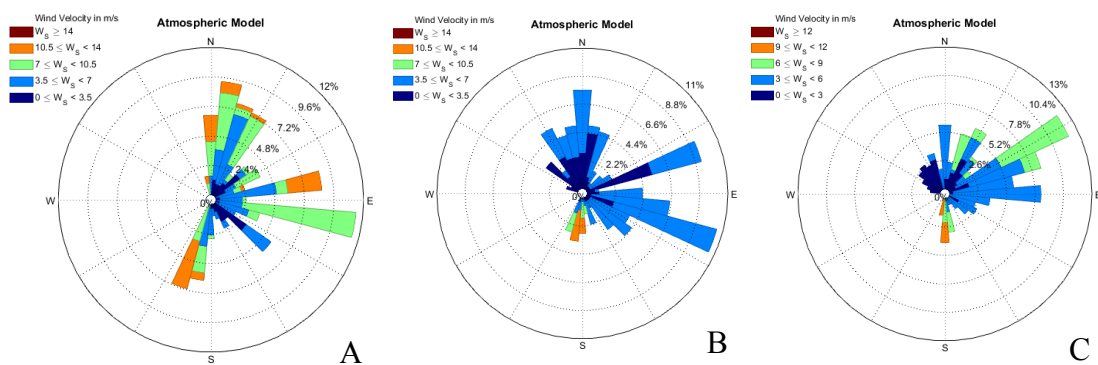 Wind Velocity in m/s
W_S ≥ 14
10.5 ≤ W_S < 14
7 ≤ W_S < 10.5
3.5 ≤ W_S < 7
0 ≤ W_S < 3.5
Atmospheric Model
N
12%
9.6%
7.2%
4.8%
2.4%
0%
W
E
S
A
Wind Velocity in m/s
W_S ≥ 14
10.5 ≤ W_S < 14
7 ≤ W_S < 10.5
3.5 ≤ W_S < 7
0 ≤ W_S < 3.5
Atmospheric Model
N
11%
8.8%
6.6%
4.4%
2.2%
0%
W
E
S
B
Wind Velocity in m/s
W_S ≥ 12
9 ≤ W_S < 12
6 ≤ W_S < 9
3 ≤ W_S < 6
0 ≤ W_S < 3
Atmospheric Model
N
13%
10.4%
7.8%
5.2%
2.6%
0%
W
E
S
C